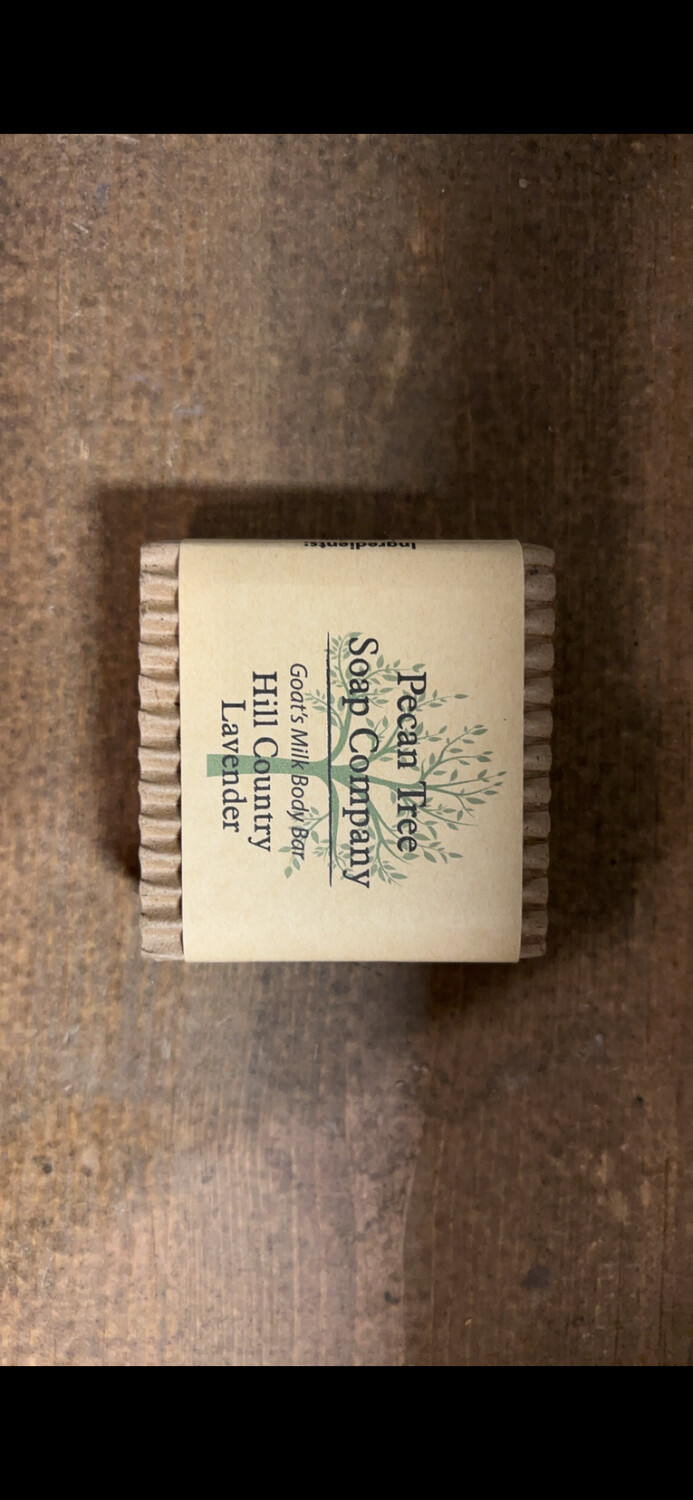 Pecan Tree
Soap Company
Goat's Milk Body Bar
Hill Country
Lavender
Ingredients: